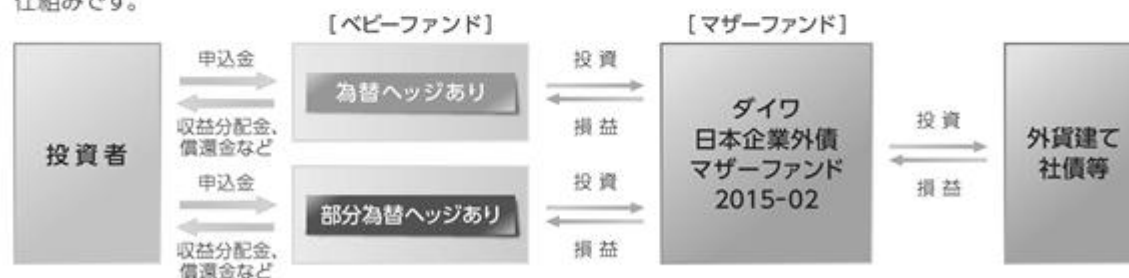 仕組みです。
[ベビーファンド]
[マザーファンド]
投資者
申込金
収益分配金、
償還金など
為替ヘッジあり
投資
損益
申込金
収益分配金、
償還金など
部分為替ヘッジあり
投資
損益
ダイワ
日本企業外債
マザーファンド
2015-02
投資
損益
外貨建て
社債等